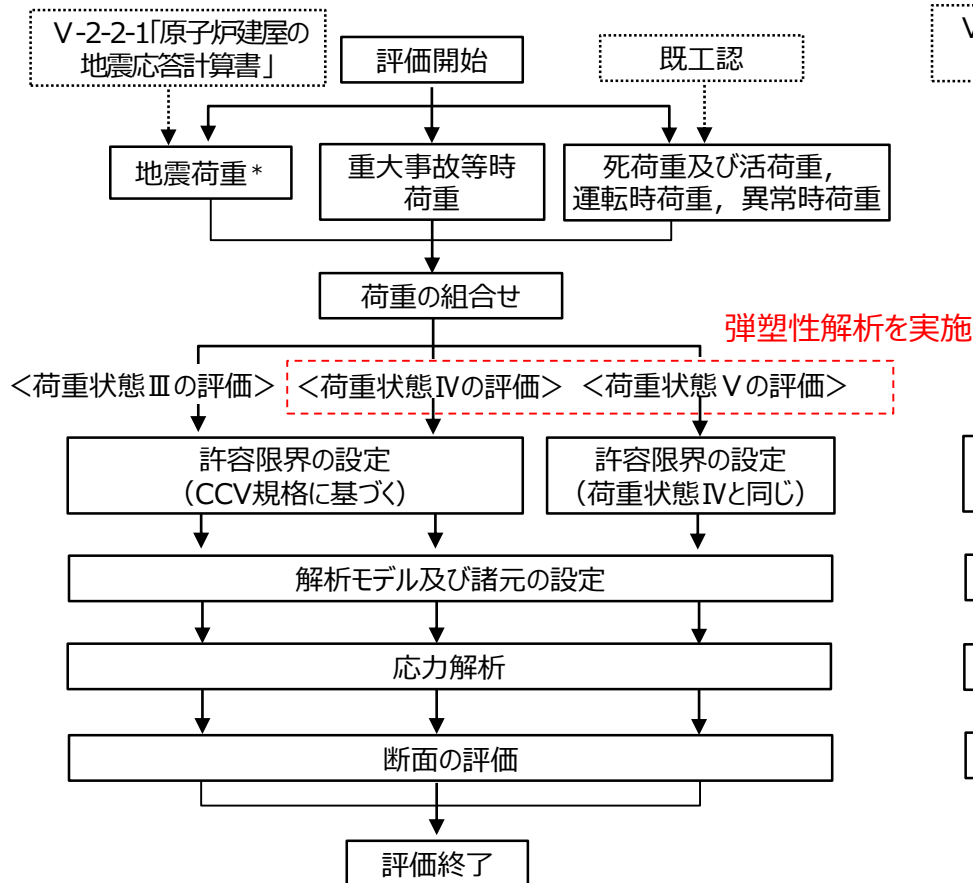 Ⅴ-2-2-1「原子炉建屋の
地震応答計算書」
評価開始
既工認
Ⅴ
地震荷重*
重大事故等時
荷重
死荷重及び活荷重,
運転時荷重,異常時荷重
荷重の組合せ
弾塑性解析を実施
<荷重状態Ⅲの評価>
<荷重状態Ⅳの評価>
<荷重状態Ⅴの評価>
許容限界の設定
(CCV規格に基づく)
許容限界の設定
(荷重状態Ⅳと同じ)
解析モデル及び諸元の設定
応力解析
断面の評価
評価終了